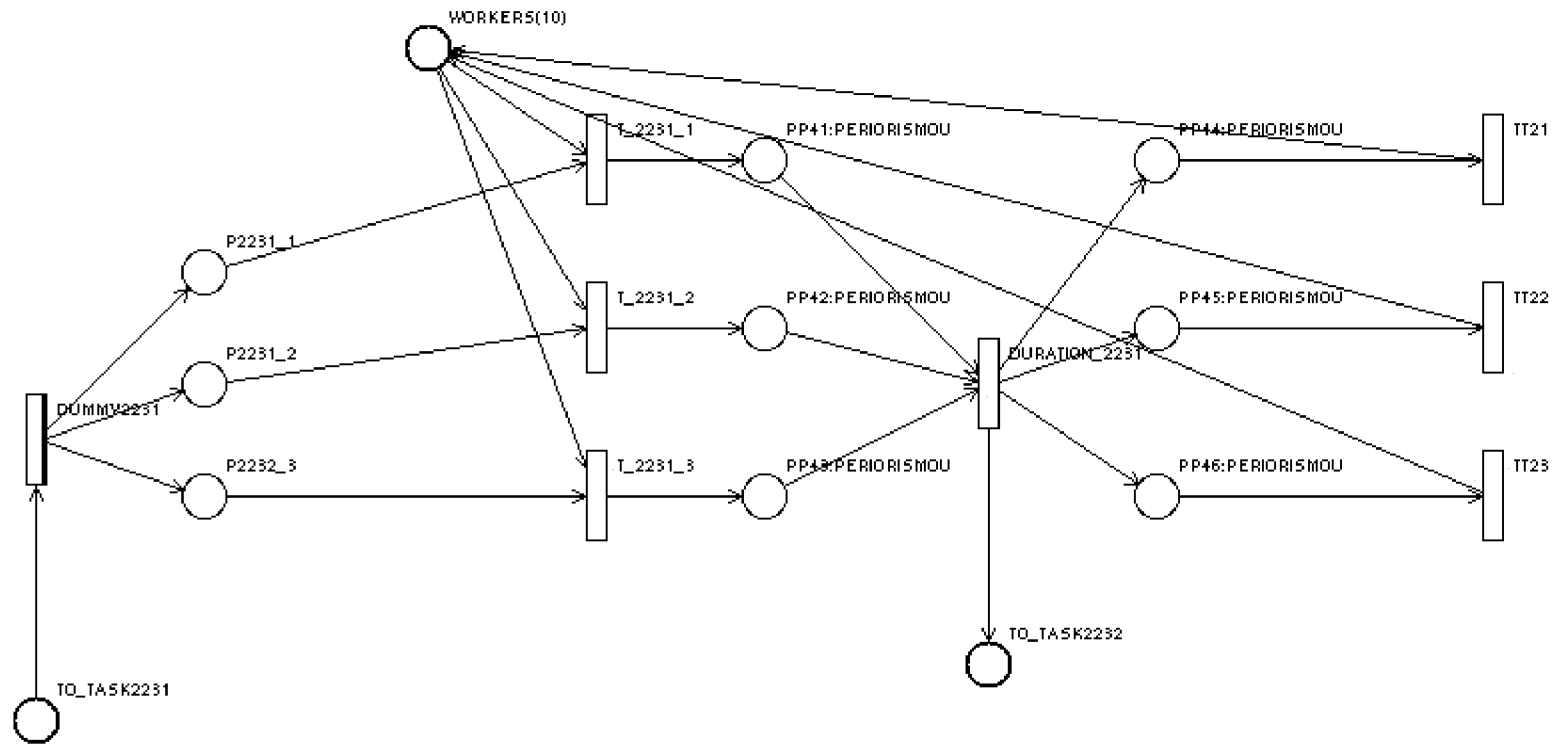 WORKERS(10)
T_2231_1
PP41:PERIORISMOU
PP44:PERIORISMOU
TT21
P2231_1
T_2231_2
PP42:PERIORISMOU
PP45:PERIORISMOU
TT22
P2231_2
DURATION_2231
DUMMY2231
P2232_3
T_2231_3
PP43:PERIORISMOU
PP46:PERIORISMOU
TT23
TO_TASK2232
TO_TASK2231